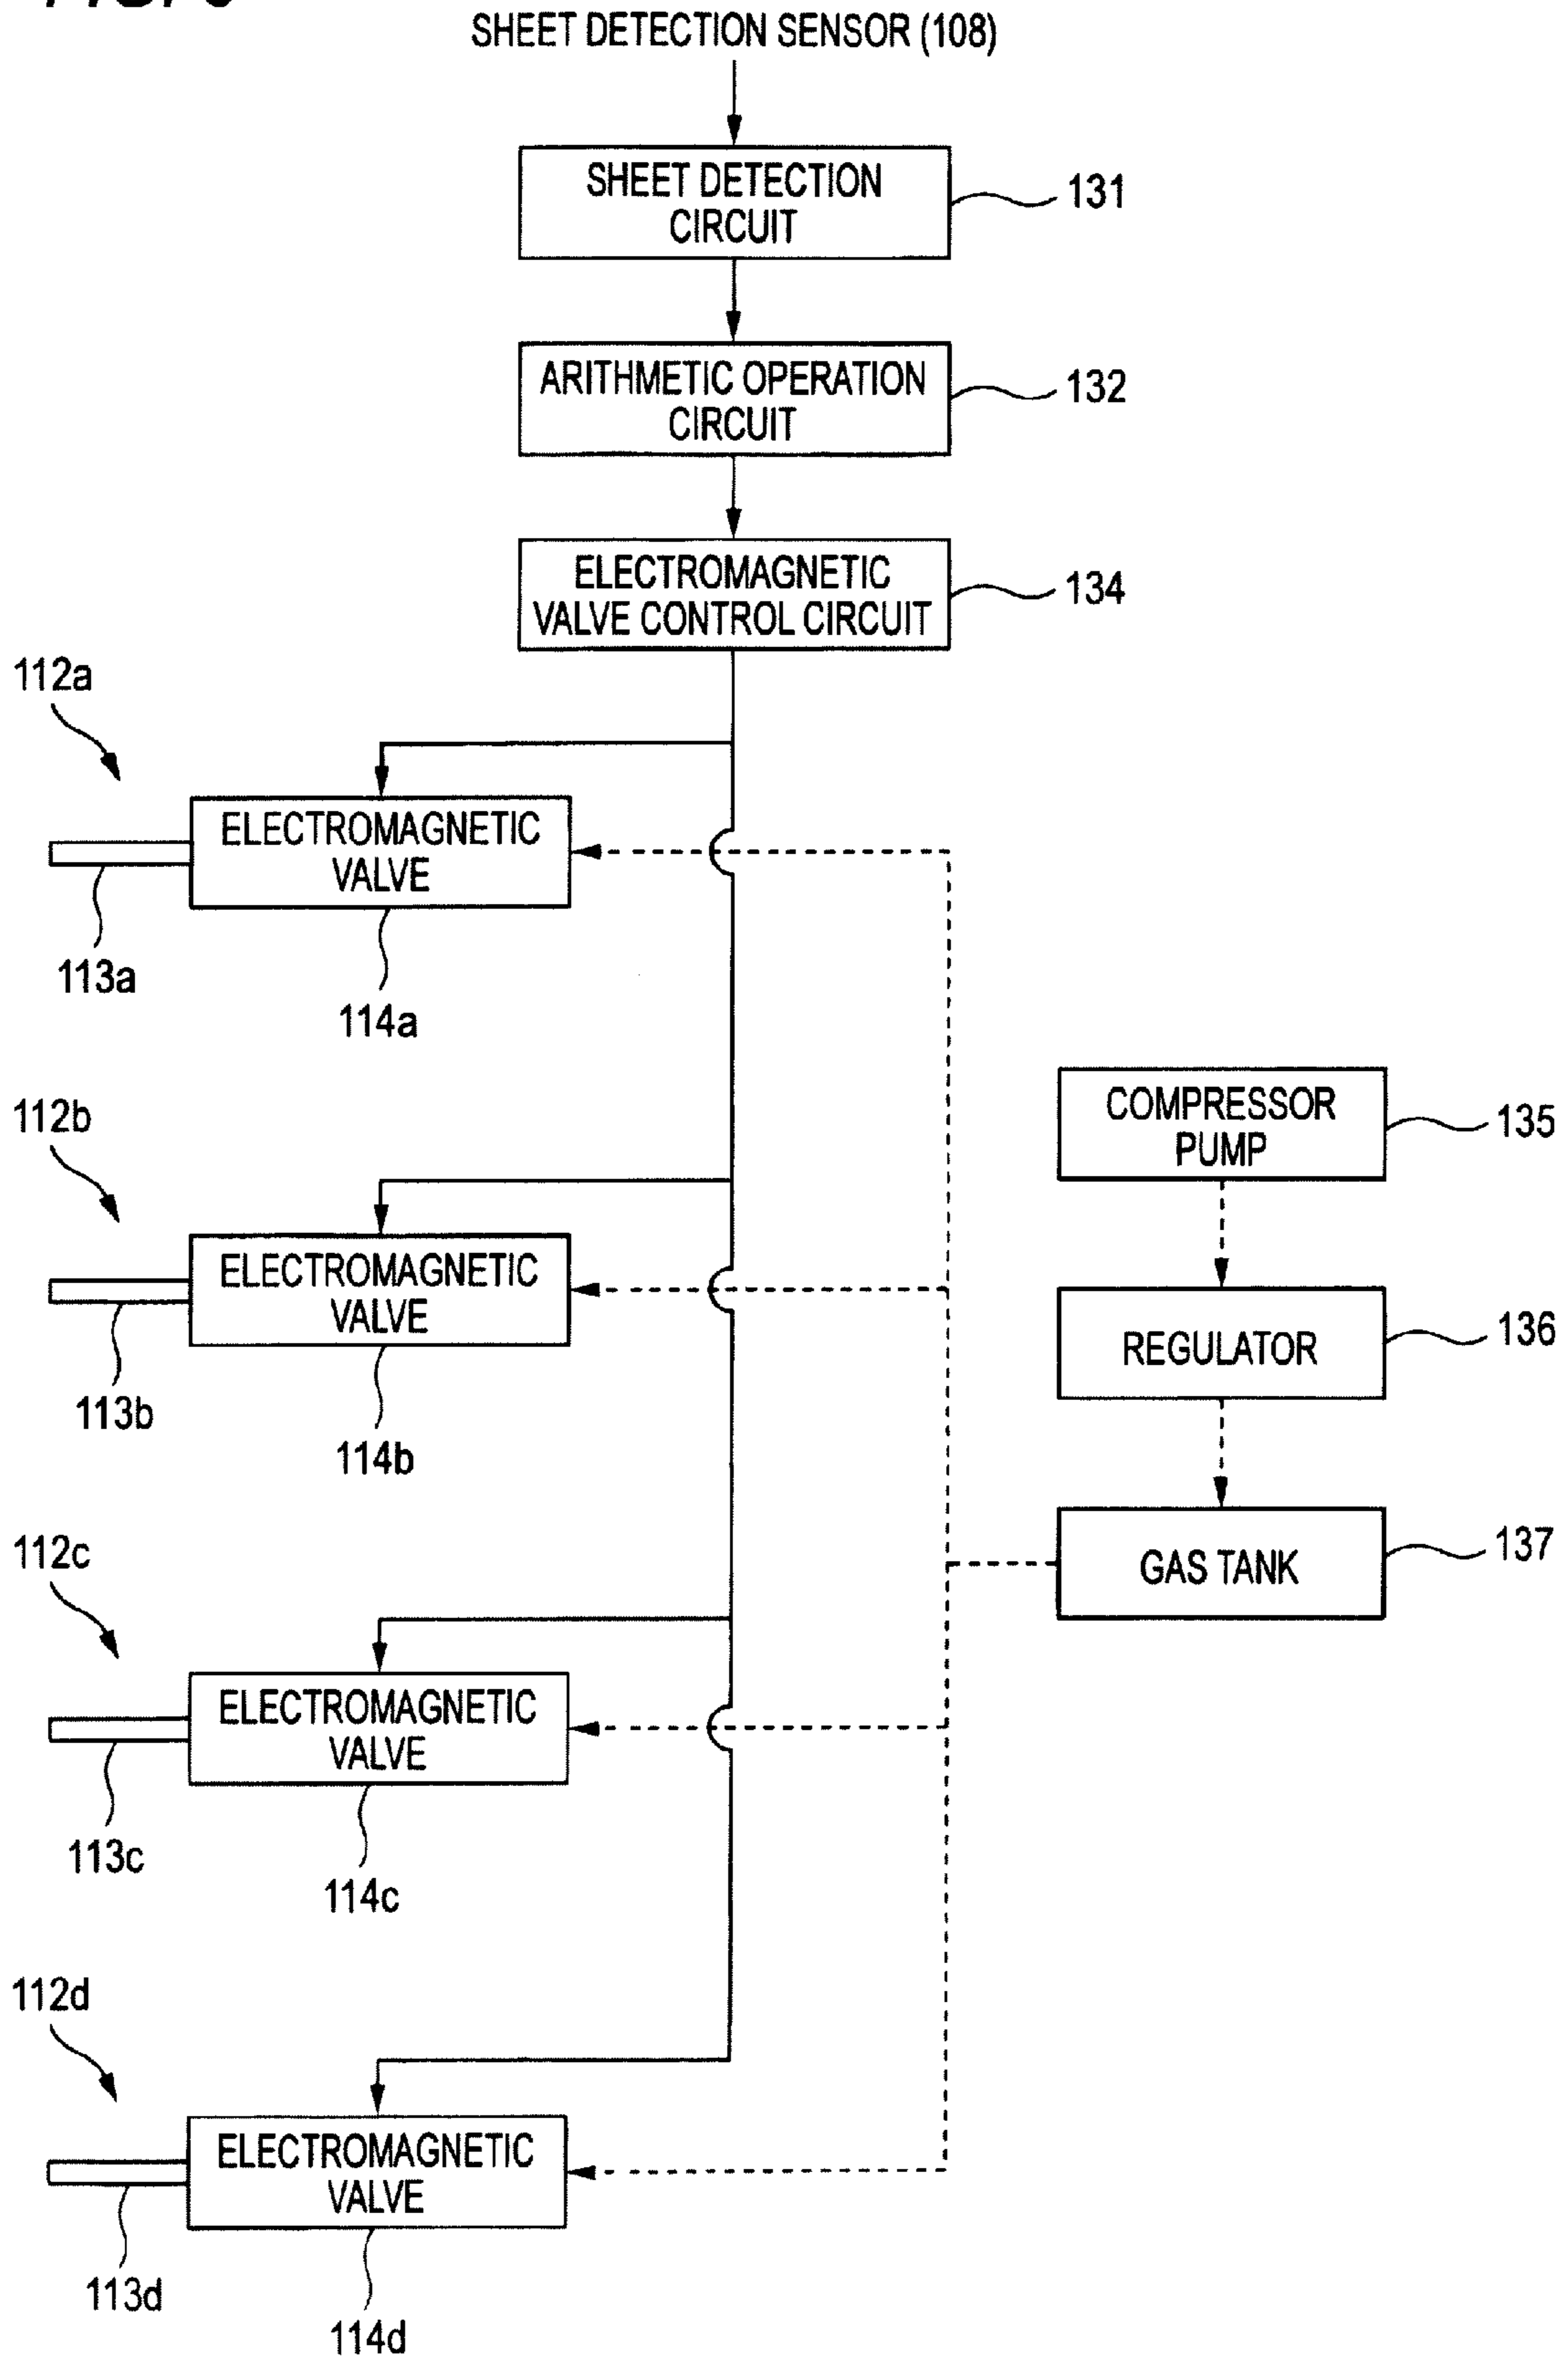 SHEET DETECTION SENSOR (108)
SHEET DETECTION
CIRCUIT
131
ARITHMETIC OPERATION
CIRCUIT
132
ELECTROMAGNETIC
VALVE CONTROL CIRCUIT
134
112a
ELECTROMAGNETIC
VALVE
113a
114a
COMPRESSOR
PUMP
135
112b
ELECTROMAGNETIC
VALVE
113b
114b
REGULATOR
136
112c
ELECTROMAGNETIC
VALVE
113c
114c
GAS TANK
137
112d
ELECTROMAGNETIC
VALVE
113d
114d